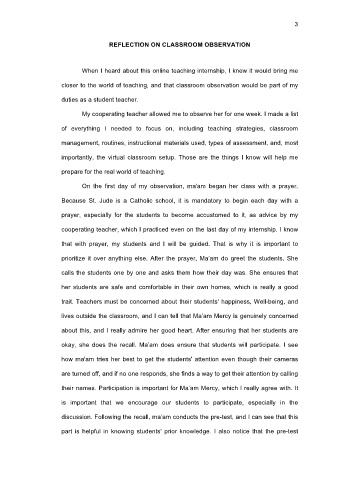 3
REFLECTION ON CLASSROOM OBSERVATION
When I heard about this online teaching internship, I knew it would bring me
closer to the world of teaching, and that classroom observation would be part of my
duties as a student teacher.
My cooperating teacher allowed me to observe her for one week. I made a list
of everything I needed to focus on, including teaching strategies, classroom
management, routines, instructional materials used, types of assessment, and, most
importantly, the virtual classroom setup. Those are the things I know will help me
prepare for the real world of teaching.
On the first day of my observation, ma'am began her class with a prayer.
Because St. Jude is a Catholic school, it is mandatory to begin each day with a
prayer, especially for the students to become accustomed to it, as advice by my
cooperating teacher, which I practiced even on the last day of my internship. I know
that with prayer, my students and I will be guided. That is why it is important to
prioritize it over anything else. After the prayer, Ma'am do greet the students. She
calls the students one by one and asks them how their day was. She ensures that
her students are safe and comfortable in their own homes, which is really a good
trait. Teachers must be concerned about their students' happiness, Well-being, and
lives outside the classroom, and I can tell that Ma'am Mercy is genuinely concerned
about this, and I really admire her good heart. After ensuring that her students are
okay, she does the recall. Ma'am does ensure that students will participate. I see
how ma'am tries her best to get the students' attention even though their cameras
are turned off, and if no one responds, she finds a way to get their attention by calling
their names. Participation is important for Ma'am Mercy, which I really agree with. It
is important that we encourage our students to participate, especially in the
discussion. Following the recall, ma'am conducts the pre-test, and I can see that this
part is helpful in knowing students' prior knowledge. I also notice that the pre-test